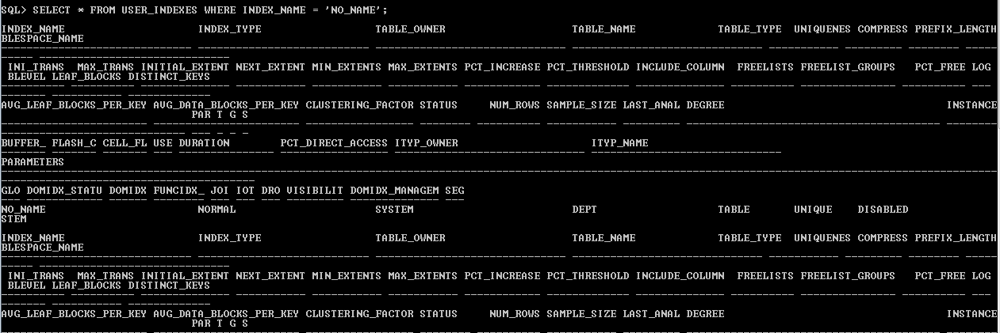 SQL> SELECT * FROM USER_INDEXES WHERE INDEX_NAME = 'NO_NAME';
INDEX_NAME INDEX_TYPE TABLE_OWNER TABLE_NAME TABLE_TYPE UNIQUENES COMPRESS PREFIX_LENGTH
BLESPACE_NAME
INI_TRANS MAX_TRANS INITIAL_EXTENT NEXT_EXTENT MIN_EXTENTS MAX_EXTENTS PCT_INCREASE PCT_THRESHOLD INCLUDE_COLUMN FREELISTS FREELIST_GROUPS PCT_FREE LOG
BLEVEL LEAF_BLOCKS DISTINCT_KEYS
AVG_LEAF_BLOCKS_PER_KEY AVG_DATA_BLOCKS_PER_KEY CLUSTERING_FACTOR STATUS NUM_ROWS SAMPLE_SIZE LAST_ANAL DEGREE INSTANCE
PAR T G S
BUFFER_ FLASH_C CELL_FL USE DURATION PCT_DIRECT_ACCESS ITYP_OWNER ITYP_NAME
PARAMETERS
GLO DOMIDX_STATU DOMIDX FUNCIDX_ JOI IOT DRO VISIBILIT DOMIDX_MANAGEM SEG
NO_NAME NORMAL SYSTEM DEPT TABLE UNIQUE DISABLED
STEM
INDEX_NAME INDEX_TYPE TABLE_OWNER TABLE_NAME TABLE_TYPE UNIQUENES COMPRESS PREFIX_LENGTH
BLESPACE_NAME
INI_TRANS MAX_TRANS INITIAL_EXTENT NEXT_EXTENT MIN_EXTENTS MAX_EXTENTS PCT_INCREASE PCT_THRESHOLD INCLUDE_COLUMN FREELISTS FREELIST_GROUPS PCT_FREE LOG
BLEVEL LEAF_BLOCKS DISTINCT_KEYS
AVG_LEAF_BLOCKS_PER_KEY AVG_DATA_BLOCKS_PER_KEY CLUSTERING_FACTOR STATUS NUM_ROWS SAMPLE_SIZE LAST_ANAL DEGREE INSTANCE
PAR T G S